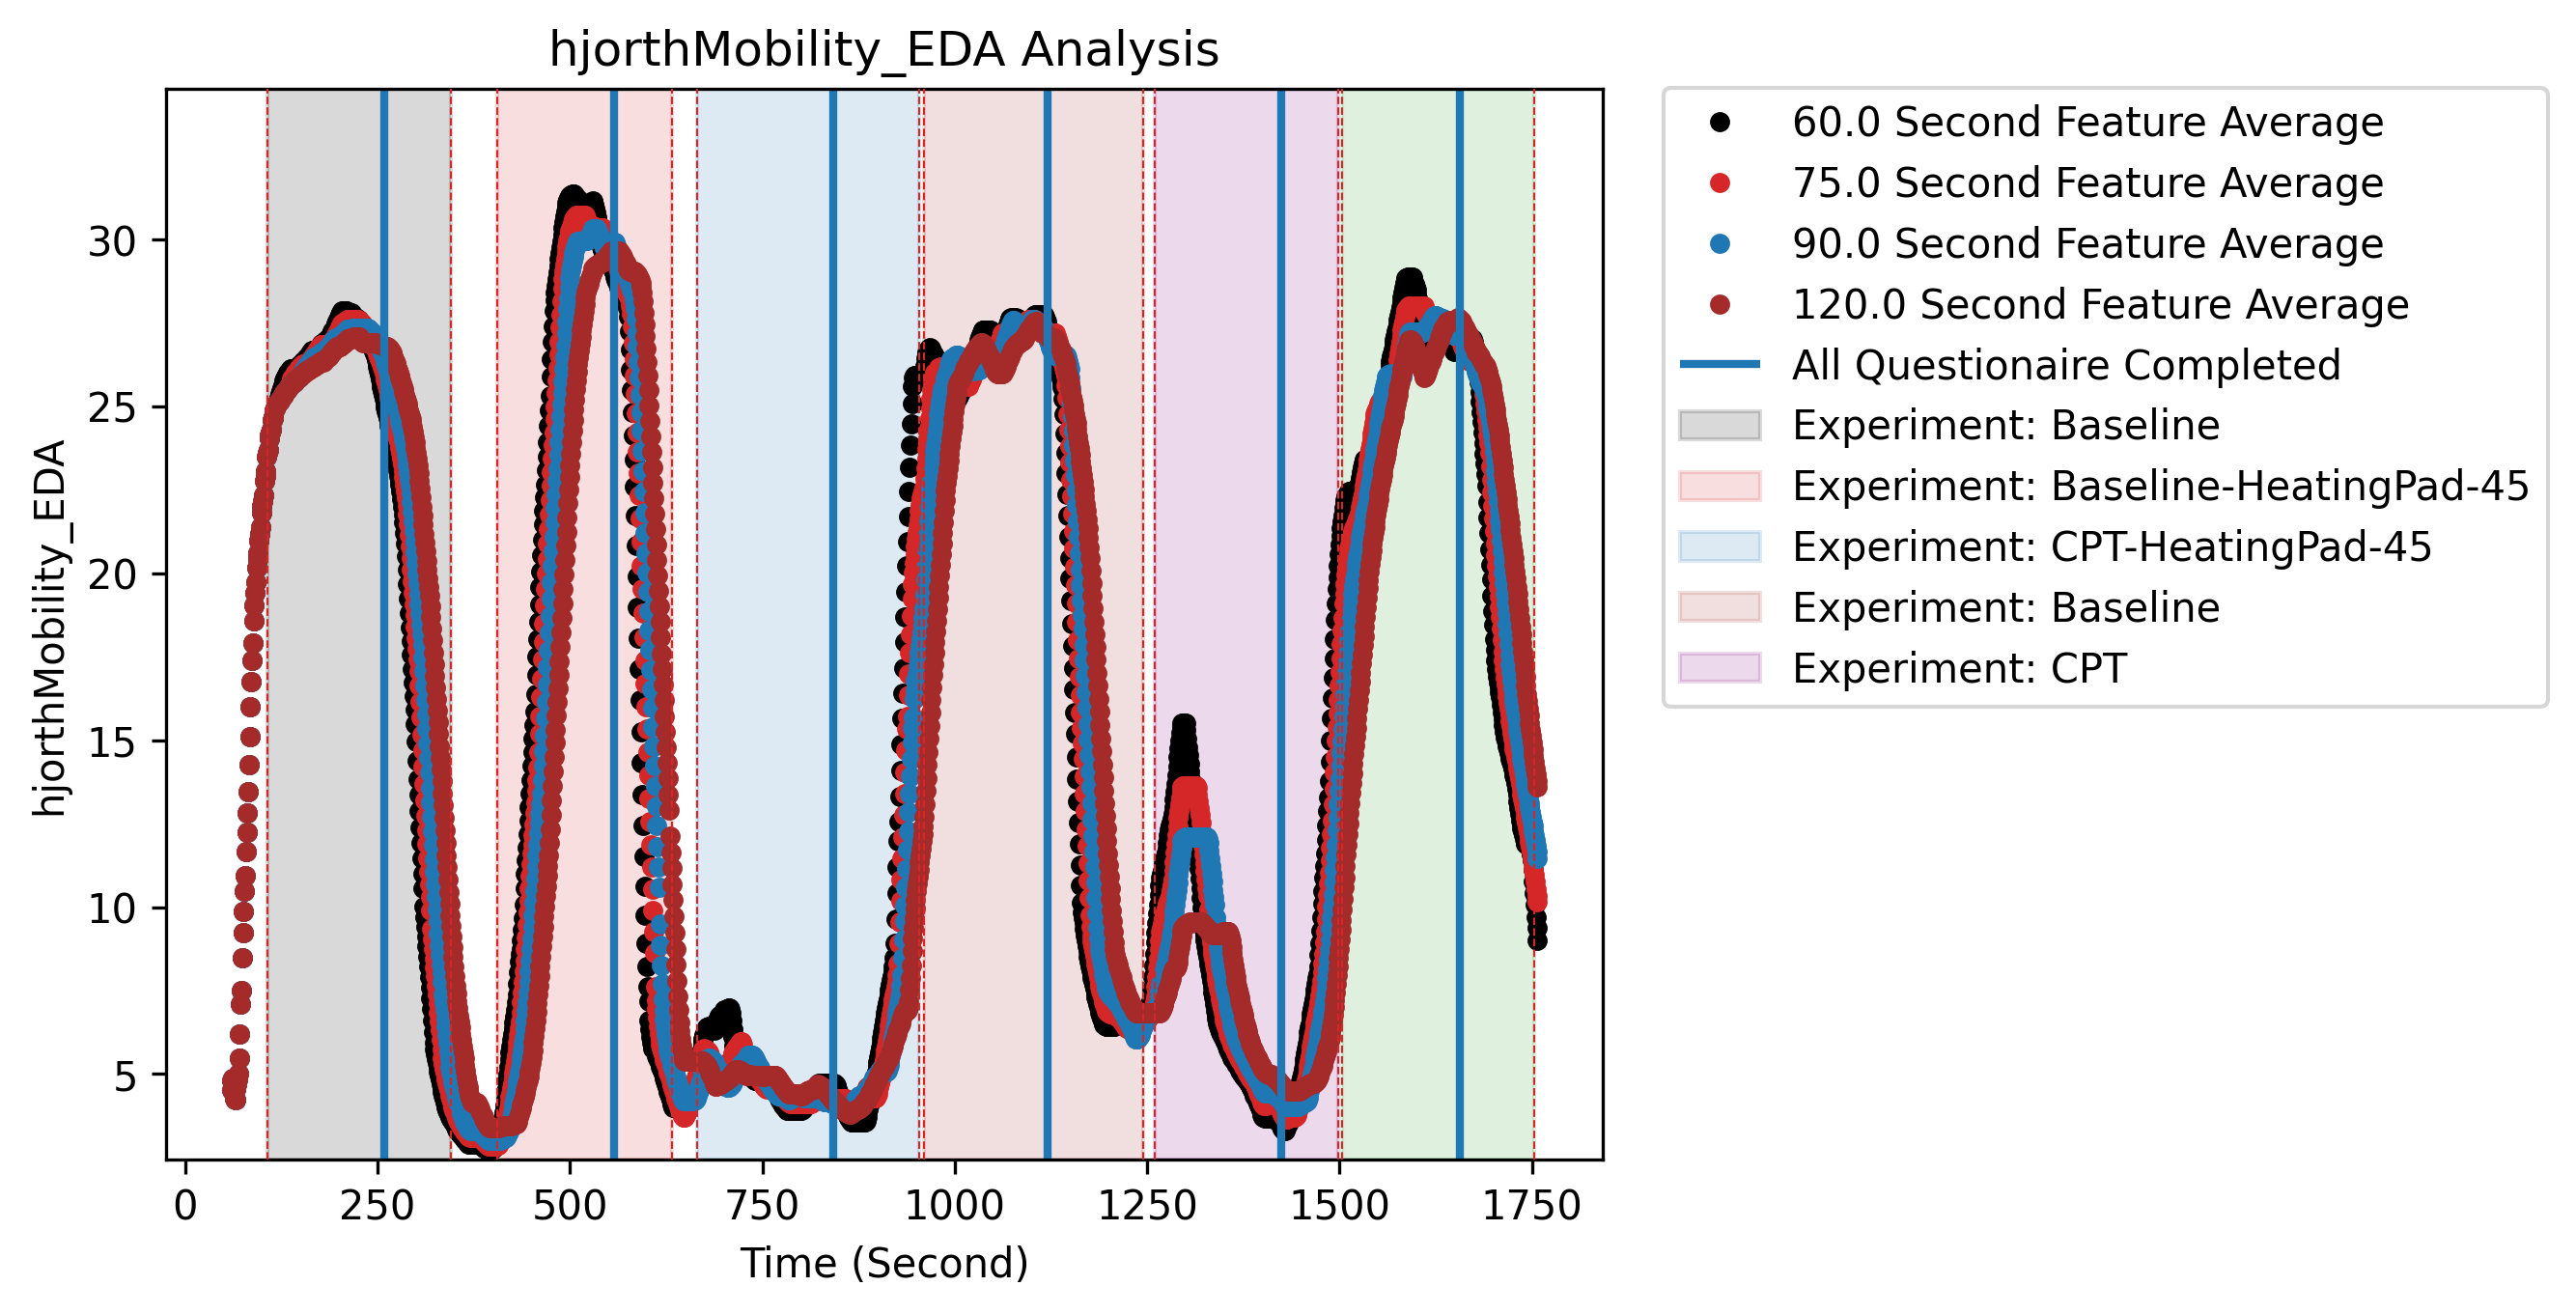 hjorthMobility_EDA Analysis
hjorthMobility_EDA
30
25
20
15
10
5
0 250 500 750 1000 1250 1500 1750
Time (Second)
60.0 Second Feature Average
75.0 Second Feature Average
90.0 Second Feature Average
120.0 Second Feature Average
All Questionaire Completed
Experiment: Baseline
Experiment: Baseline-HeatingPad-45
Experiment: CPT-HeatingPad-45
Experiment: Baseline
Experiment: CPT